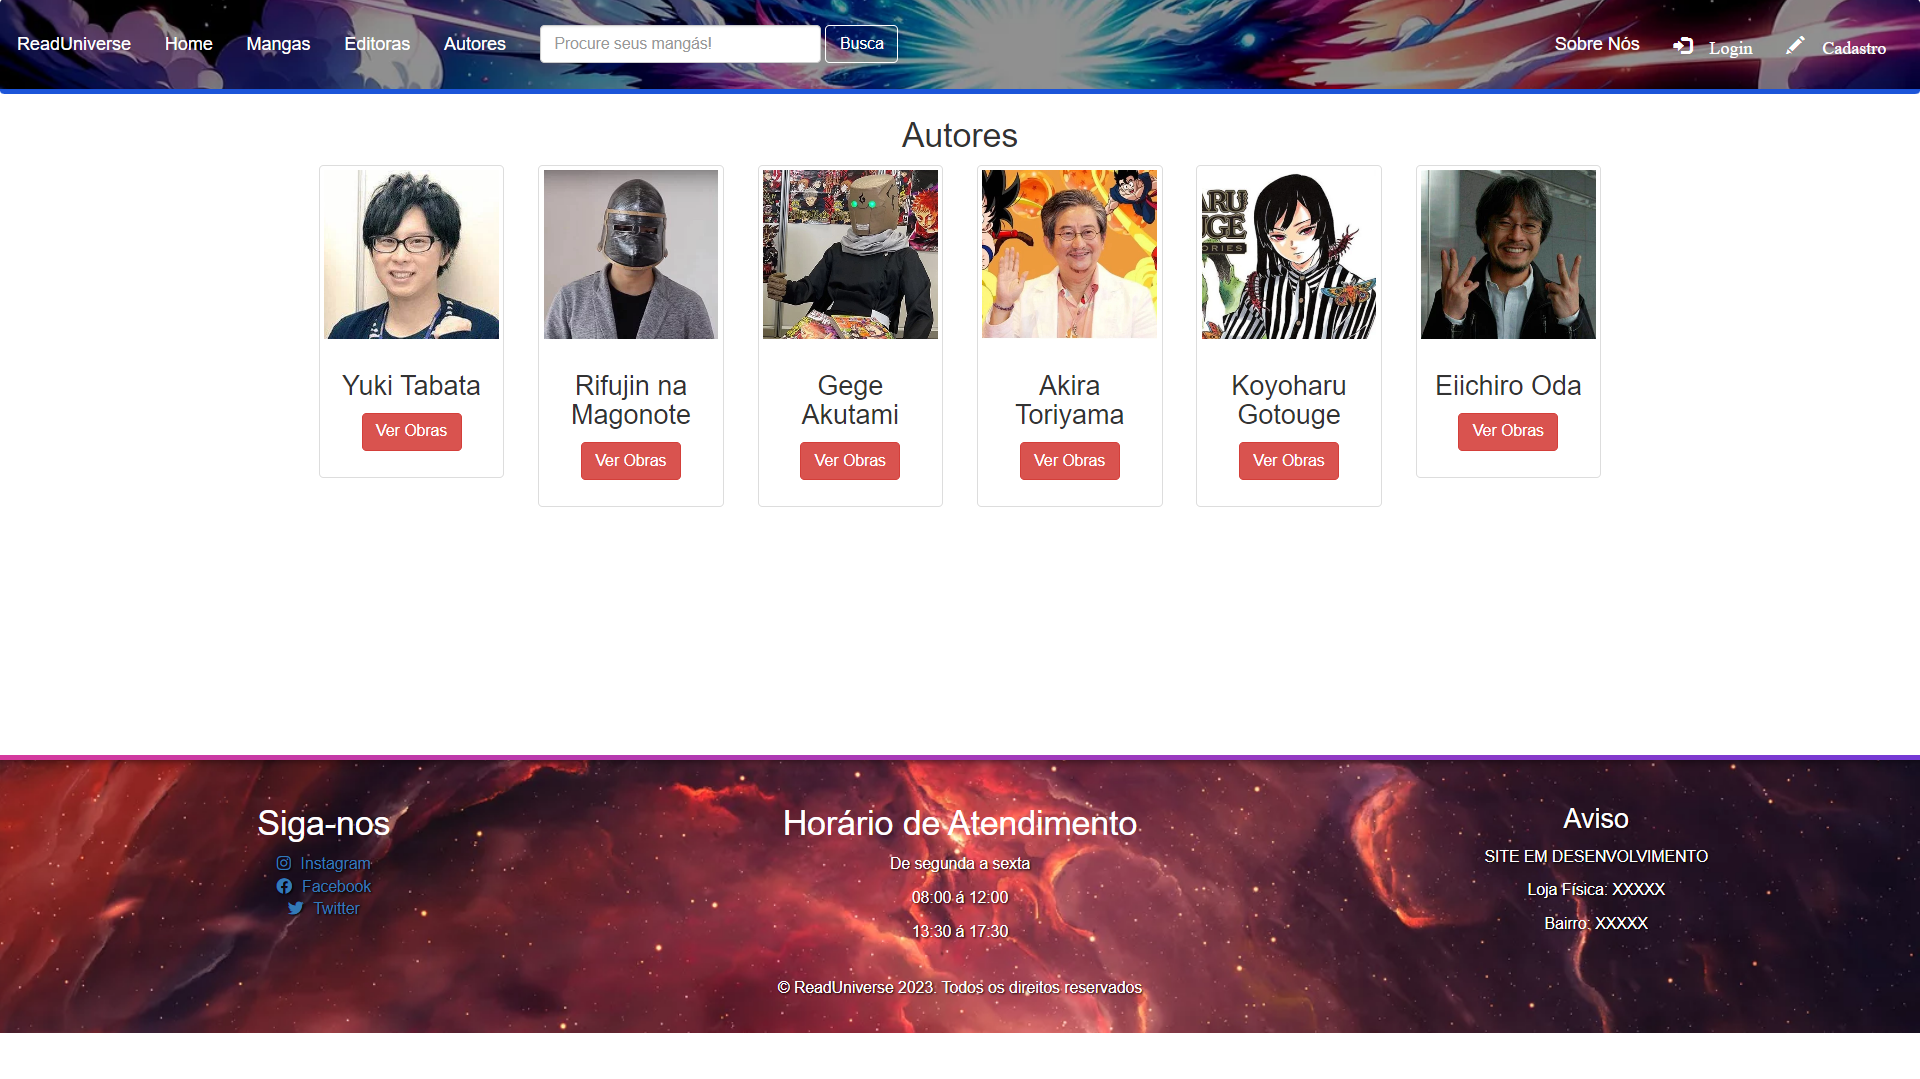 ReadUniverse Home Mangas Editoras Autores Procure seus mangás! Busca Sobre Nós Login Cadastro
Autores
ARU
UGE
ORIES
Yuki Tabata
Ver Obras
Rifujin na
Magonote
Ver Obras
Gege
Akutami
Ver Obras
Akira
Toriyama
Ver Obras
Koyoharu
Gotouge
Ver Obras
Eiichiro Oda
Ver Obras
Siga-nos
Instagram
Facebook
Twitter
Horário de Atendimento
De segunda a sexta
08:00 á 12:00
13:30 á 17:30
Aviso
SITE EM DESENVOLVIMENTO
Loja Física: XXXXX
Bairro: XXXXX
© ReadUniverse 2023. Todos os direitos reservados